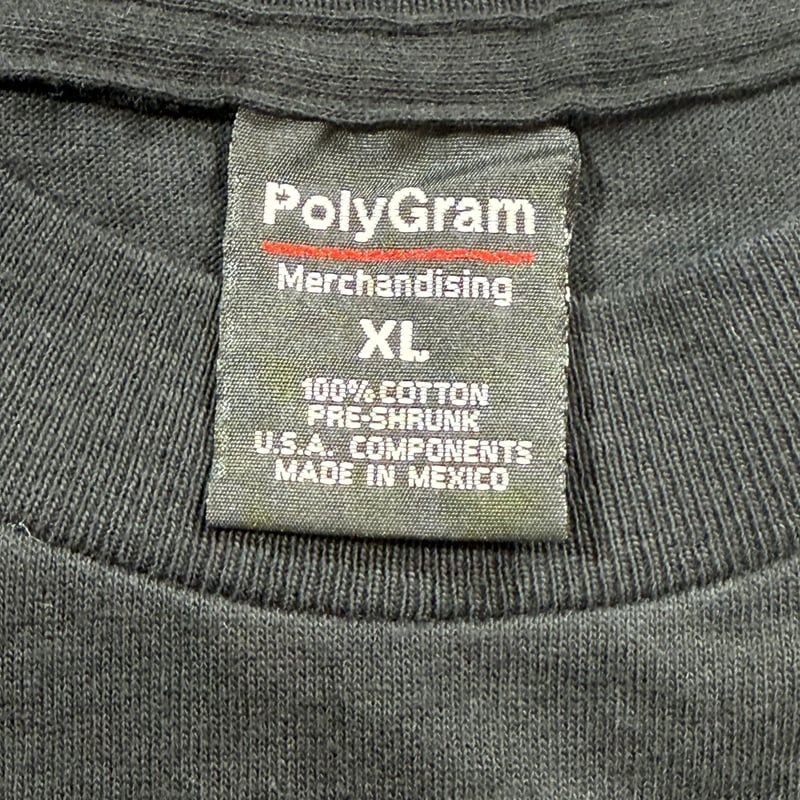 PolyGram
Merchandising
XL
100% COTTON
PRE-SHRUNK
U.S.A. COMPONENTS
MADE IN MEXICO